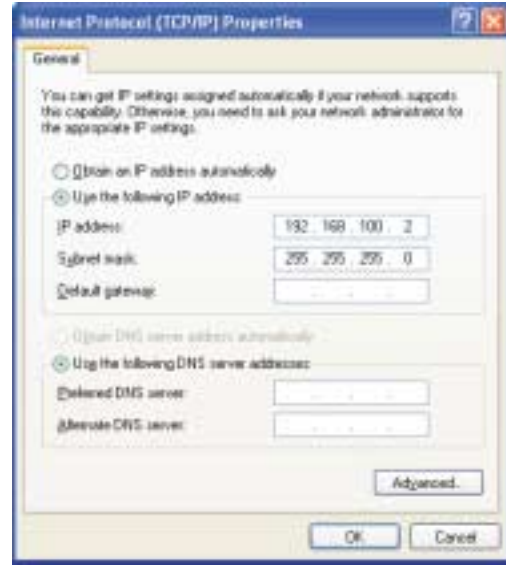 Internet Protocol (TCP/IP) Properties
General
You can get IP settings assigned automatically if your network supports
this capability. Otherwise, you need to ask your network administrator for
the appropriate IP settings.
Obtain an IP address automatically
Use the following IP address:
IP address: 192 . 168 . 100 . 2
Subnet mask: 255 . 255 . 255 . 0
Default gateway: . . .
Obtain DNS server address automatically
Use the following DNS server addresses:
Preferred DNS server: . . .
Alternate DNS server: . . .
Advanced...
OK
Cancel